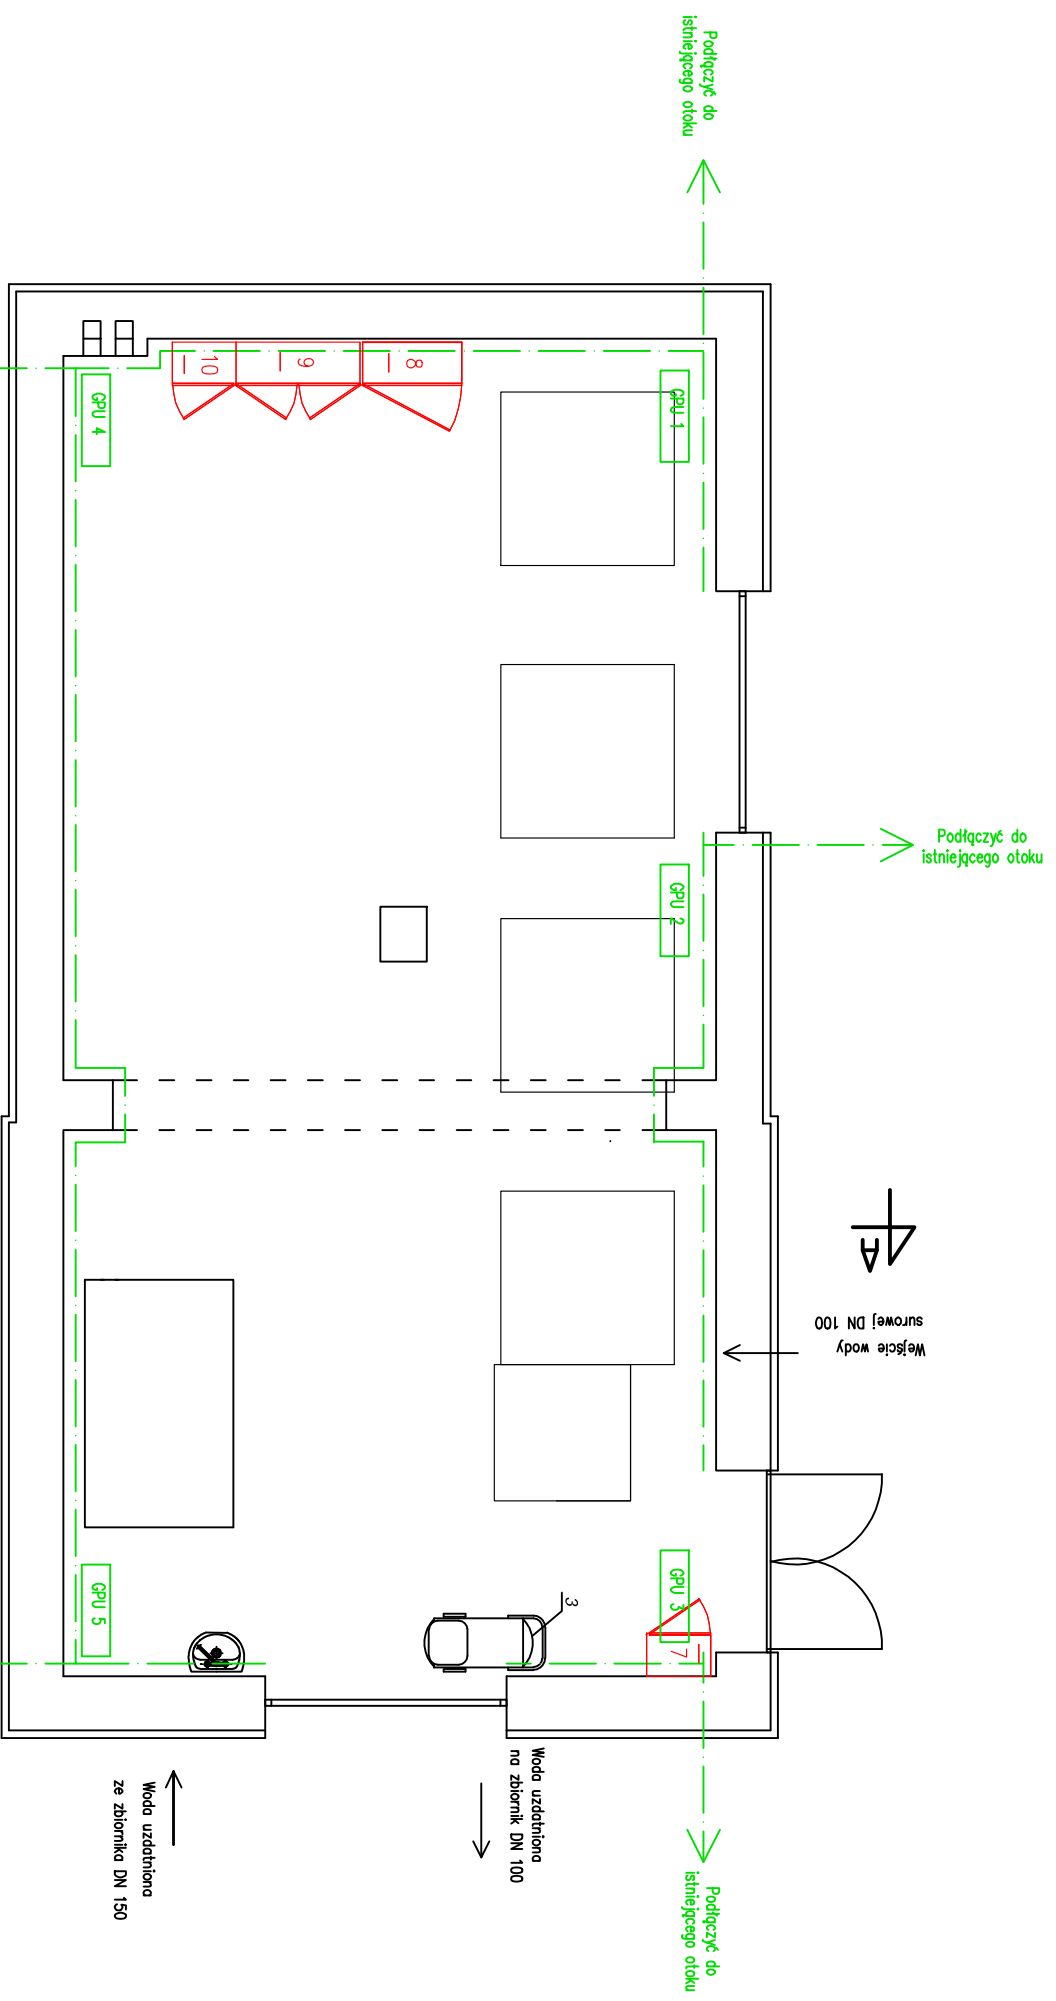 Podłączyć do
istniejącego otoku
10
9
8
GPU 4
GPU 1
Podłączyć do
istniejącego otoku
GPU 2
A
Wejście wody
surowej DN 100
GPU 5
3
GPU 3
7
Woda uzdatniona
ze zbiornika DN 150
Woda uzdatniona
na zbiornik DN 100
Podłączyć do
istniejącego otoku